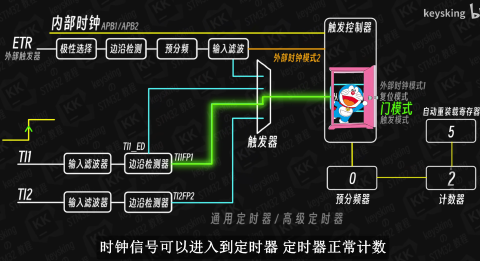 keysking
内部时钟 APB1/APB2
触发控制器
ETR
外部触发器
极性选择
边沿检测
预分频
输入滤波
外部时钟模式2
外部时钟模式1
复位模式
门模式
触发模式
自动重装载寄存器
5
触发器
TI1_ED
TI1
输入滤波器
边沿检测器
TI1FP1
TI2
输入滤波器
边沿检测器
TI2FP2
0
预分频器
2
计数器
通用定时器/高级定时器
时钟信号可以进入到定时器 定时器正常计数